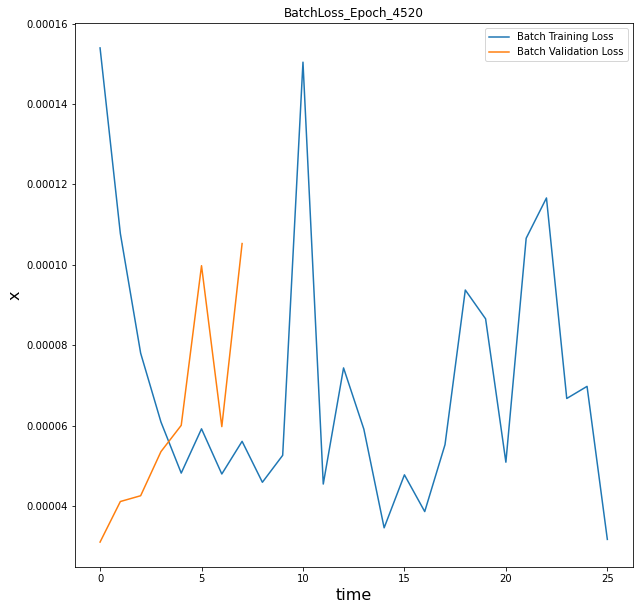 BatchLoss_Epoch_4520
Batch Training Loss
Batch Validation Loss
0.00016
0.00014
0.00012
0.00010
0.00008
0.00006
0.00004
x
0
5
10
15
20
25
time